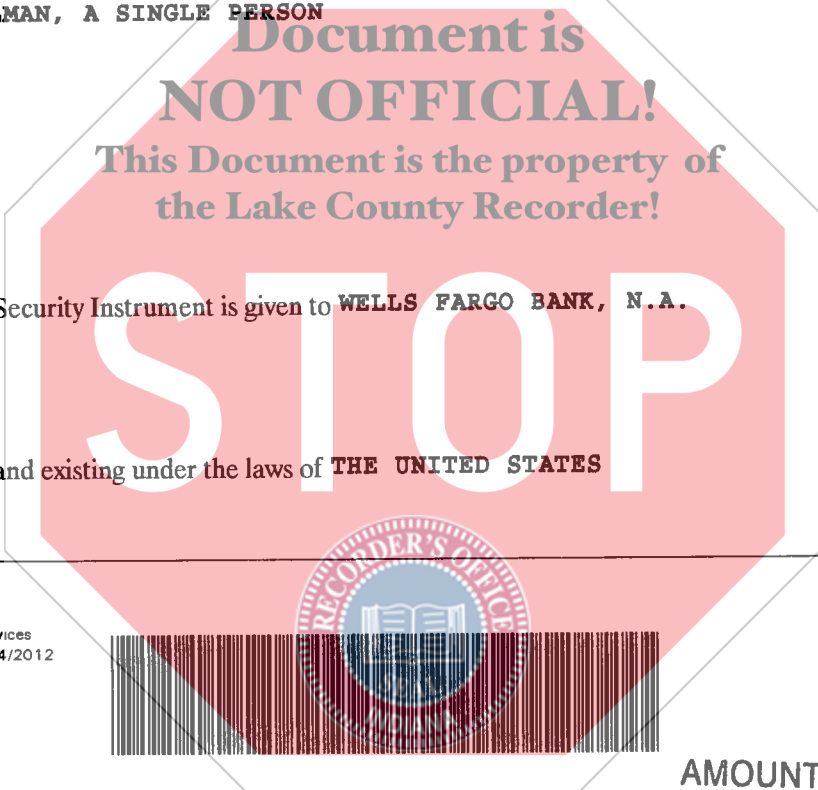 MAN, A SINGLE PERSON
Document is
NOT OFFICIAL!
This Document is the property of
the Lake County Recorder!
Security Instrument is given to WELLS FARGO BANK, N.A.
STOP
and existing under the laws of THE UNITED STATES
RECORDER'S OFFICE
SEAL
INDIANA
vices
4/2012
AMOUNT